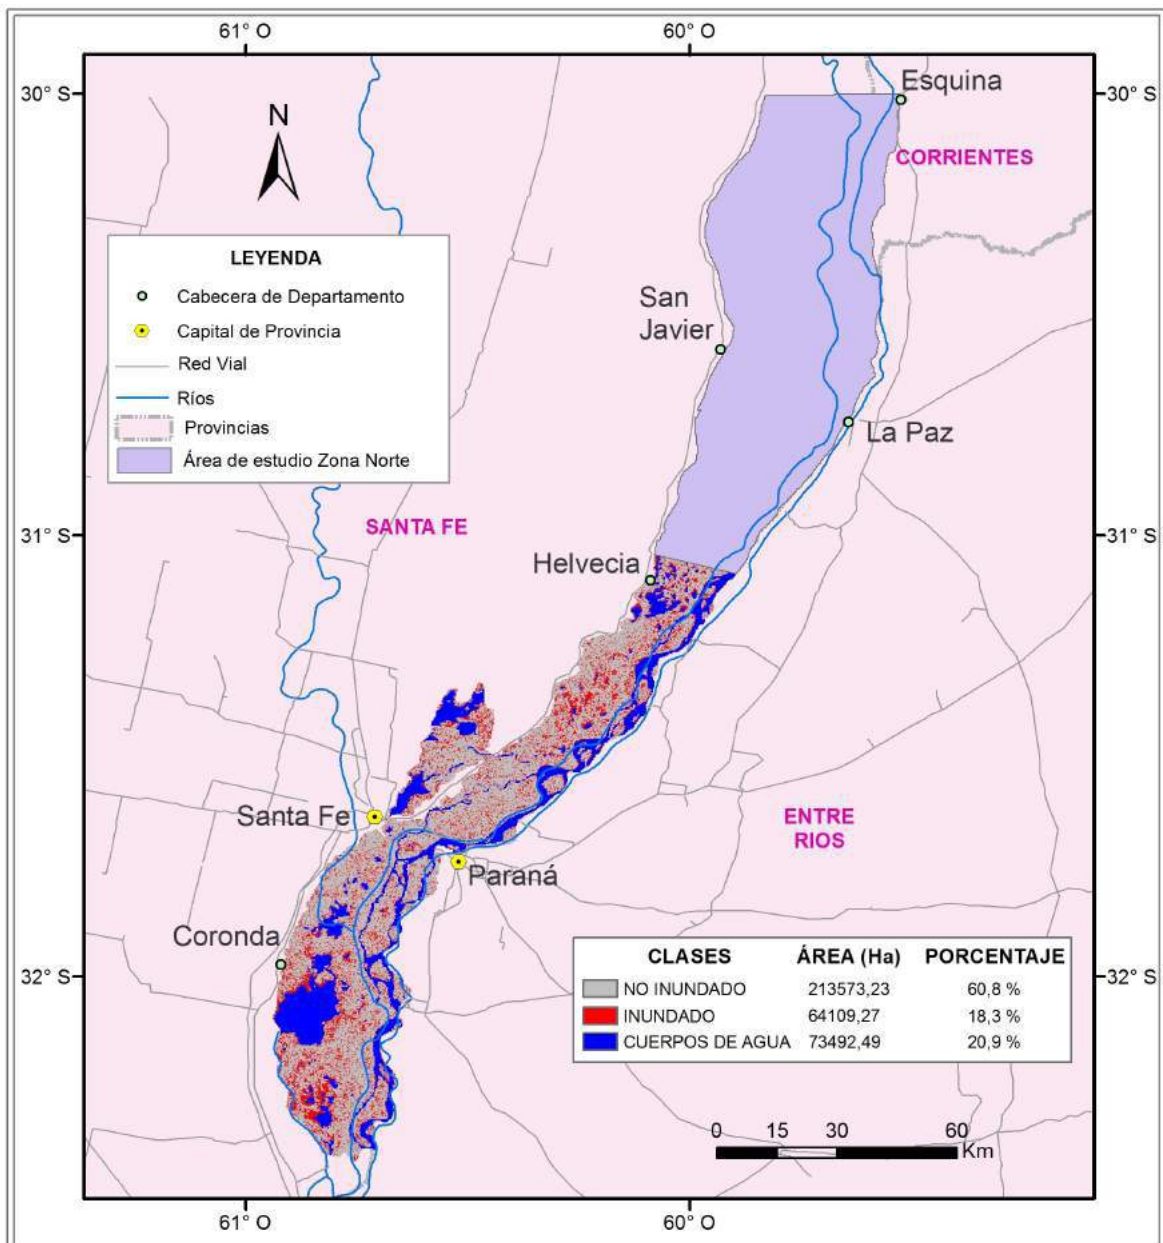 61° O 60° O
30° S 30° S
Esquina
N
CORRIENTES
LEYENDA
Cabecera de Departamento
Capital de Provincia
Red Vial
Ríos
Provincias
Área de estudio Zona Norte
San
Javier
La Paz
31° S 31° S
SANTA FE
Helvecia
Santa Fe
ENTRE
RIOS
Paraná
Coronda
32° S 32° S
CLASES ÁREA (Ha) PORCENTAJE
NO INUNDADO 213573,23 60,8 %
INUNDADO 64109,27 18,3 %
CUERPOS DE AGUA 73492,49 20,9 %
0 15 30 60
Km
61° O 60° O